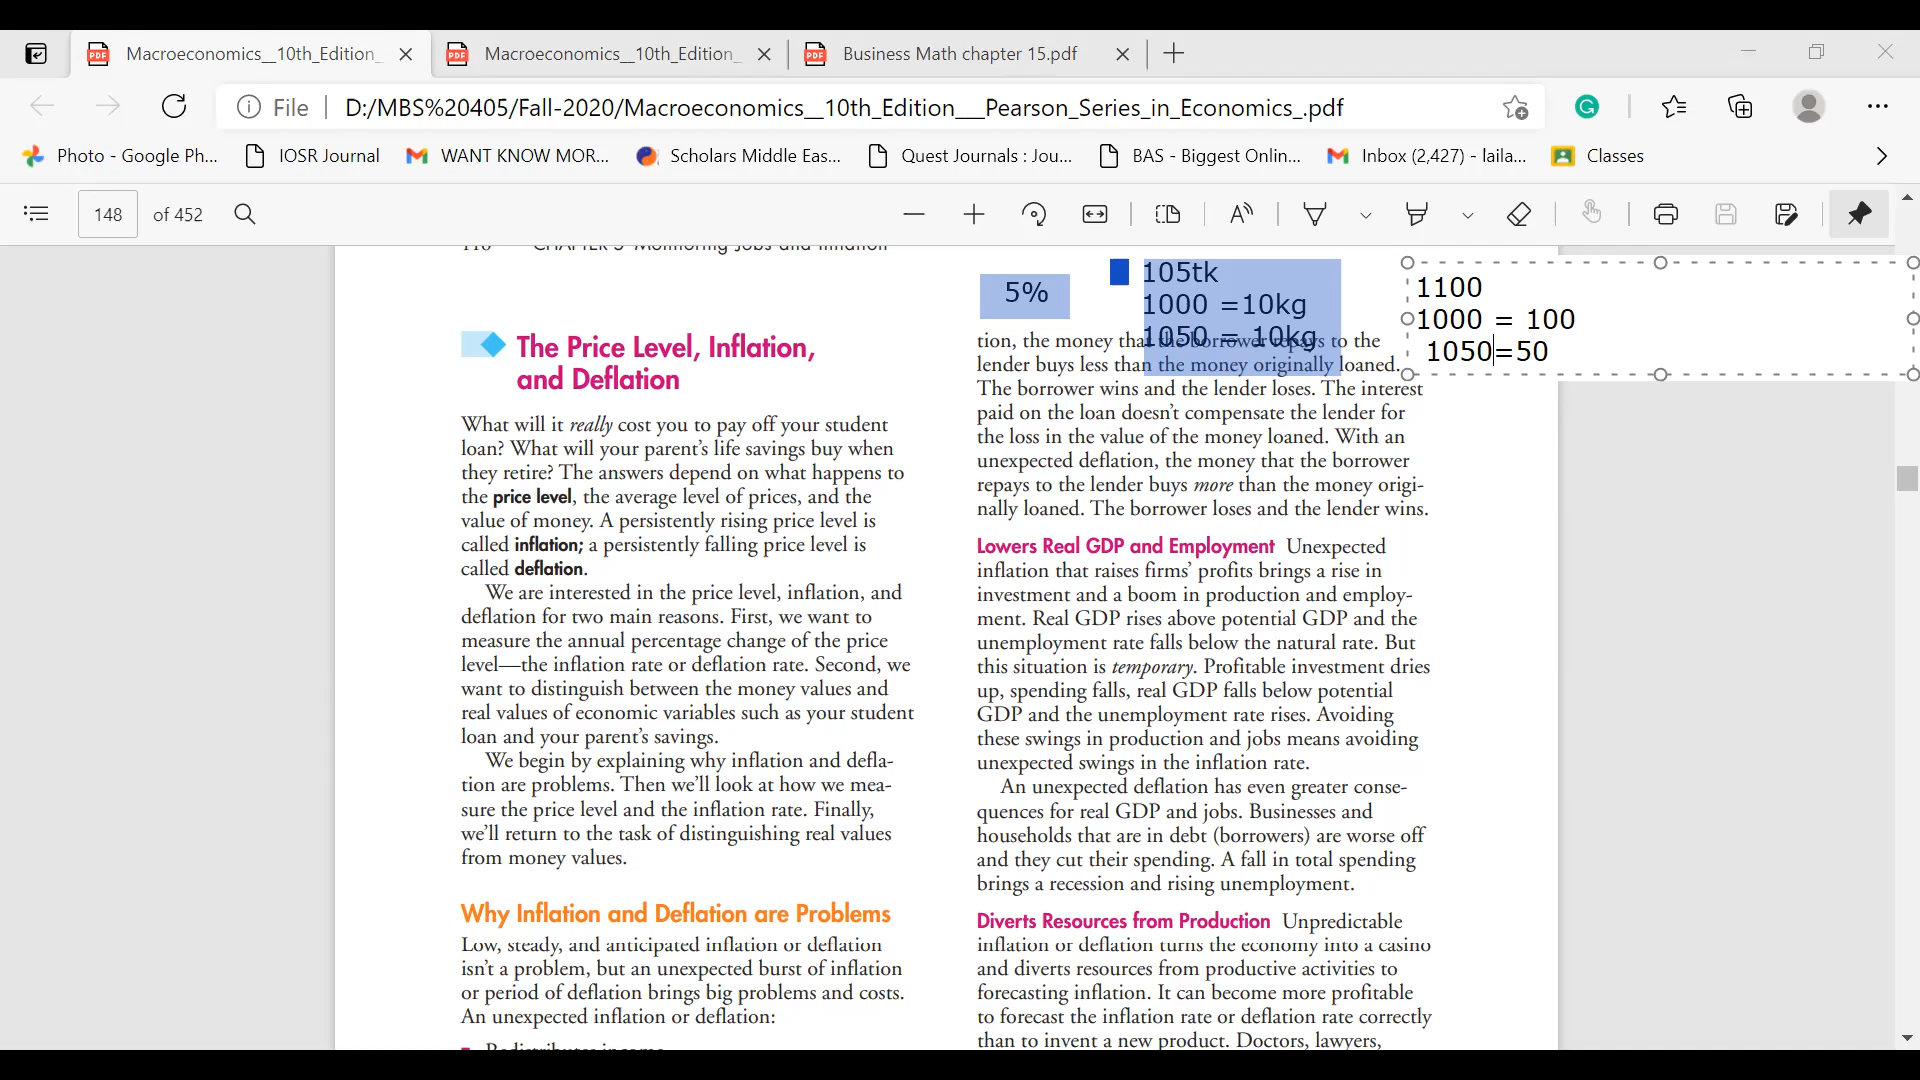 Macroeconomics__10th_Edition_
Macroeconomics__10th_Edition_
Business Math chapter 15.pdf
File
D:/MBS%20405/Fall-2020/Macroeconomics__10th_Edition___Pearson_Series_in_Economics_.pdf
Photo - Google Ph...
IOSR Journal
WANT KNOW MOR...
Scholars Middle Eas...
Quest Journals : Jou...
BAS - Biggest Onlin...
Inbox (2,427) - laila...
Classes
148 of 452
CHAPTER 5 Monitoring Jobs and Inflation
5%
105tk
1000 =10kg
1050 = 10kg
1100
1000 = 100
1050=50
The Price Level, Inflation,
and Deflation
What will it really cost you to pay off your student
loan? What will your parent's life savings buy when
they retire? The answers depend on what happens to
the price level, the average level of prices, and the
value of money. A persistently rising price level is
called inflation; a persistently falling price level is
called deflation.
We are interested in the price level, inflation, and
deflation for two main reasons. First, we want to
measure the annual percentage change of the price
level—the inflation rate or deflation rate. Second, we
want to distinguish between the money values and
real values of economic variables such as your student
loan and your parent's savings.
We begin by explaining why inflation and defla-
tion are problems. Then we'll look at how we mea-
sure the price level and the inflation rate. Finally,
we'll return to the task of distinguishing real values
from money values.
Why Inflation and Deflation are Problems
Low, steady, and anticipated inflation or deflation
isn't a problem, but an unexpected burst of inflation
or period of deflation brings big problems and costs.
An unexpected inflation or deflation:
Redistributes income
tion, the money that the borrower repays to the
lender buys less than the money originally loaned.
The borrower wins and the lender loses. The interest
paid on the loan doesn't compensate the lender for
the loss in the value of the money loaned. With an
unexpected deflation, the money that the borrower
repays to the lender buys more than the money origi-
nally loaned. The borrower loses and the lender wins.
Lowers Real GDP and Employment Unexpected
inflation that raises firms' profits brings a rise in
investment and a boom in production and employ-
ment. Real GDP rises above potential GDP and the
unemployment rate falls below the natural rate. But
this situation is temporary. Profitable investment dries
up, spending falls, real GDP falls below potential
GDP and the unemployment rate rises. Avoiding
these swings in production and jobs means avoiding
unexpected swings in the inflation rate.
An unexpected deflation has even greater conse-
quences for real GDP and jobs. Businesses and
households that are in debt (borrowers) are worse off
and they cut their spending. A fall in total spending
brings a recession and rising unemployment.
Diverts Resources from Production Unpredictable
inflation or deflation turns the economy into a casino
and diverts resources from productive activities to
forecasting inflation. It can become more profitable
to forecast the inflation rate or deflation rate correctly
than to invent a new product. Doctors, lawyers,